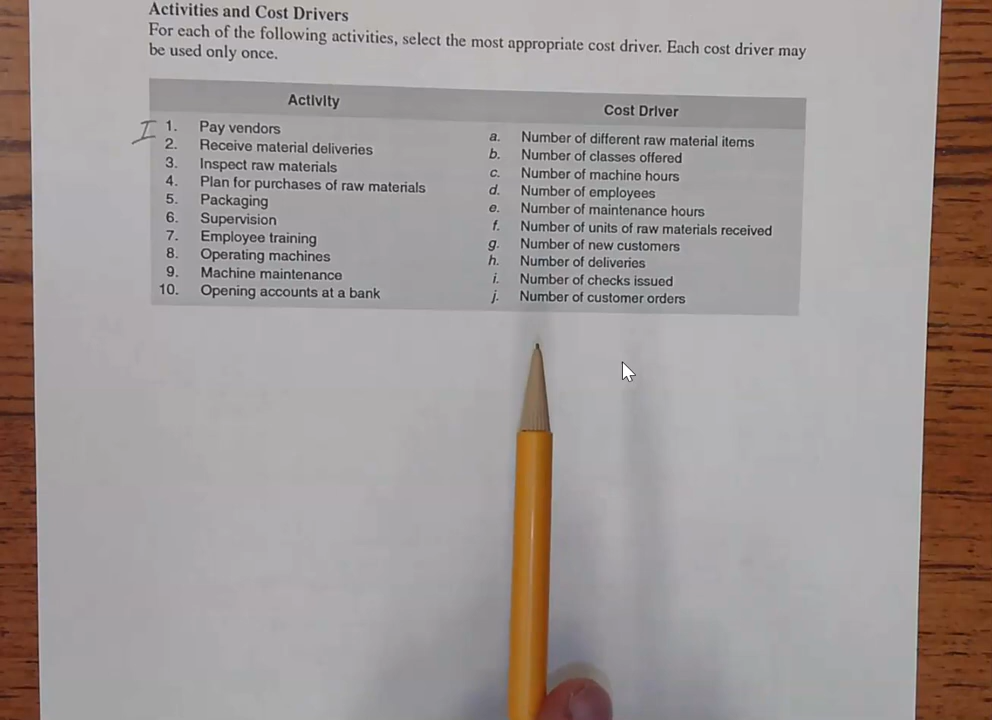 Activities and Cost Drivers
For each of the following activities, select the most appropriate cost driver. Each cost driver may
be used only once.
Activity
I 1. Pay vendors
2. Receive material deliveries
3. Inspect raw materials
4. Plan for purchases of raw materials
5. Packaging
6. Supervision
7. Employee training
8. Operating machines
9. Machine maintenance
10. Opening accounts at a bank
Cost Driver
a. Number of different raw material items
b. Number of classes offered
c. Number of machine hours
d. Number of employees
e. Number of maintenance hours
f. Number of units of raw materials received
g. Number of new customers
h. Number of deliveries
i. Number of checks issued
j. Number of customer orders